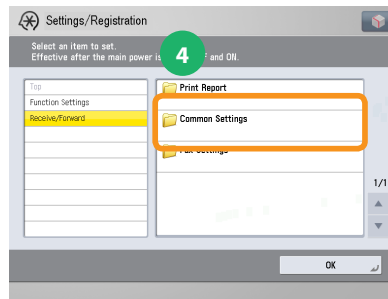 Settings/Registration
Select an item to set.
Effective after the main power is
4
and ON.
Top
Function Settings
Receive/Forward
Print Report
Common Settings
Settings
1/1
OK